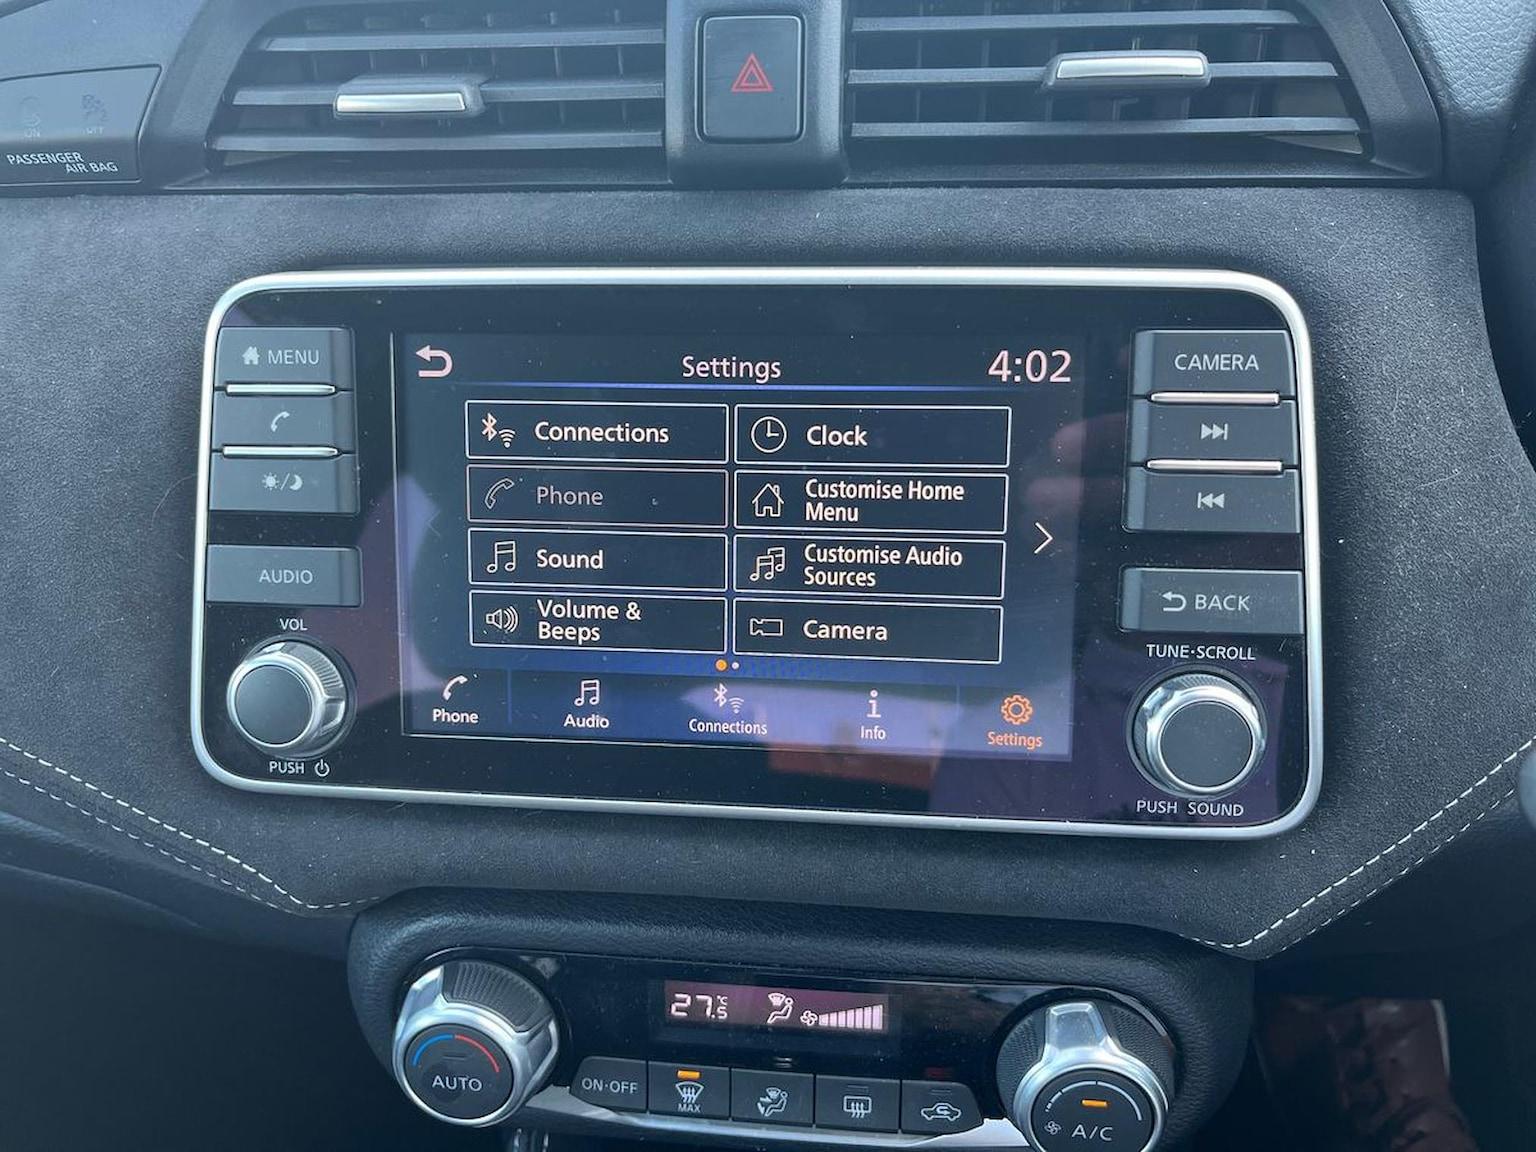 ON
OFF
PASSENGER
AIR BAG
MENU
CAMERA
Settings
4:02
Connections
Clock
Phone
Customise Home
Menu
Sound
Customise Audio
Sources
Volume &
Beeps
Camera
AUDIO
BACK
VOL
TUNE·SCROLL
Phone
Audio
Connections
Info
Settings
PUSH
PUSH SOUND
27.5°C
AUTO
ON·OFF
MAX
A/C